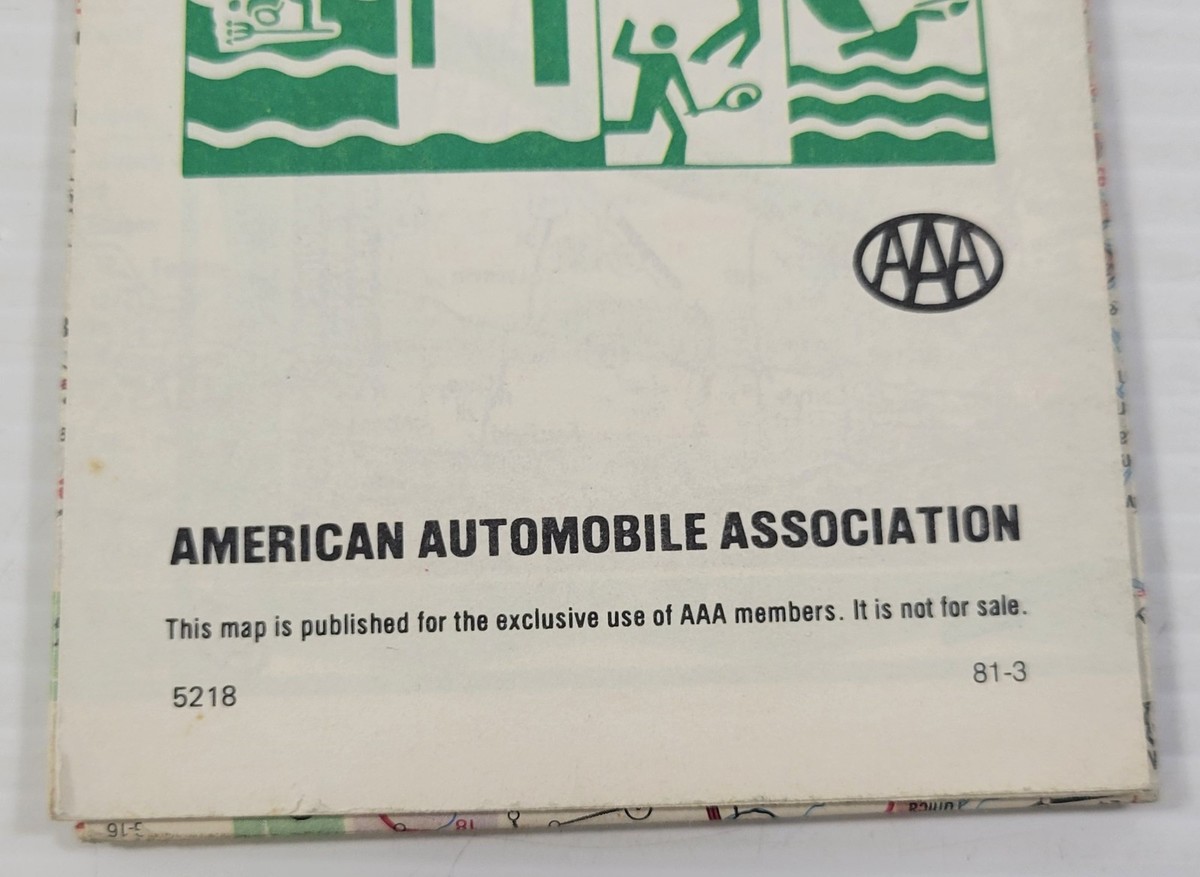 AAA
AMERICAN AUTOMOBILE ASSOCIATION
This map is published for the exclusive use of AAA members. It is not for sale.
5218
81-3